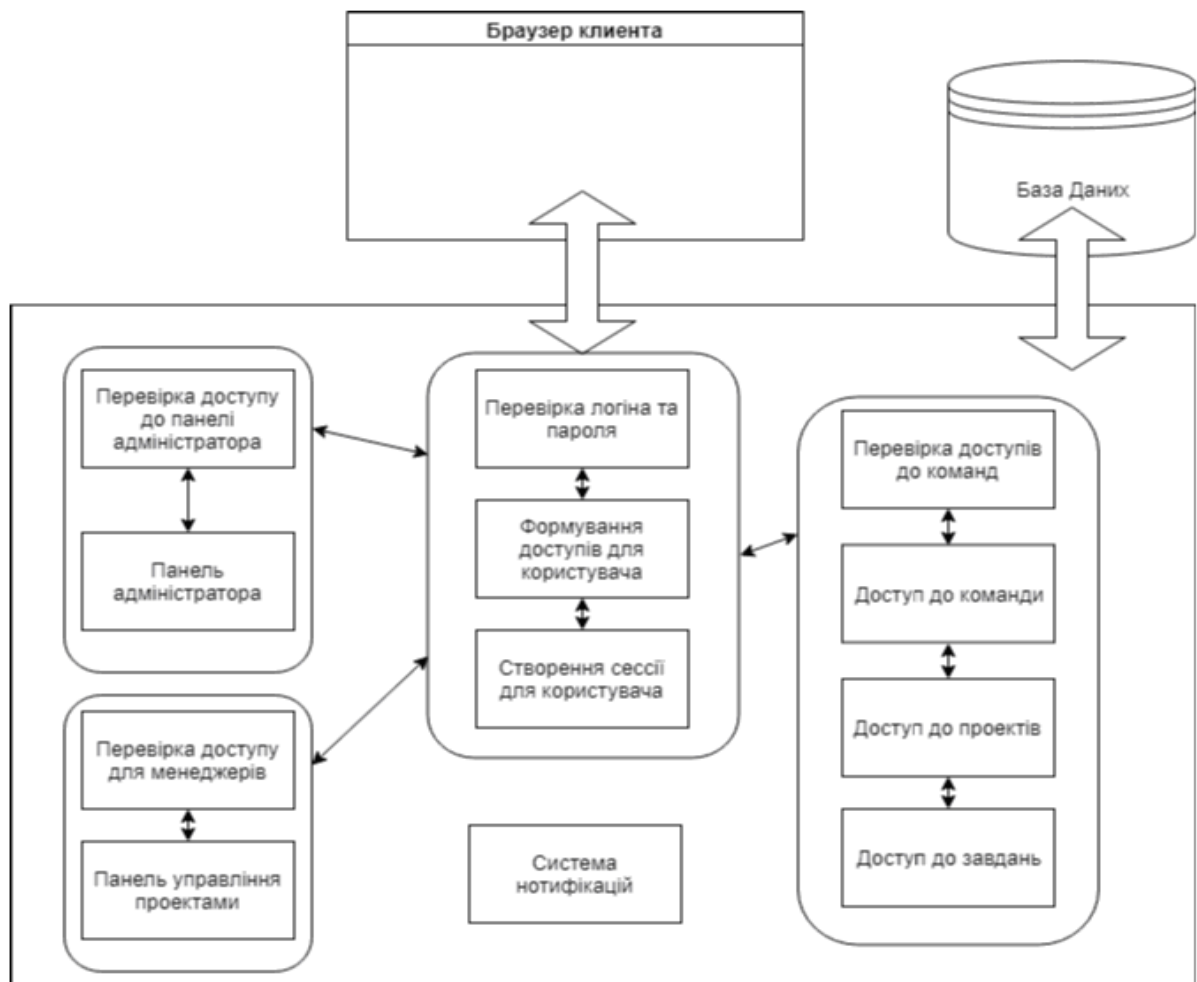 Браузер клиента
База Даних
Перевірка доступу
до панелі
адміністратора
Панель
адміністратора
Перевірка логіна та
пароля
Формування
доступів для
користувача
Створення сессії
для користувача
Перевірка доступів
до команд
Доступ до команди
Доступ до проектів
Доступ до завдань
Перевірка доступу
для менеджерів
Панель управління
проектами
Система
нотифікацій